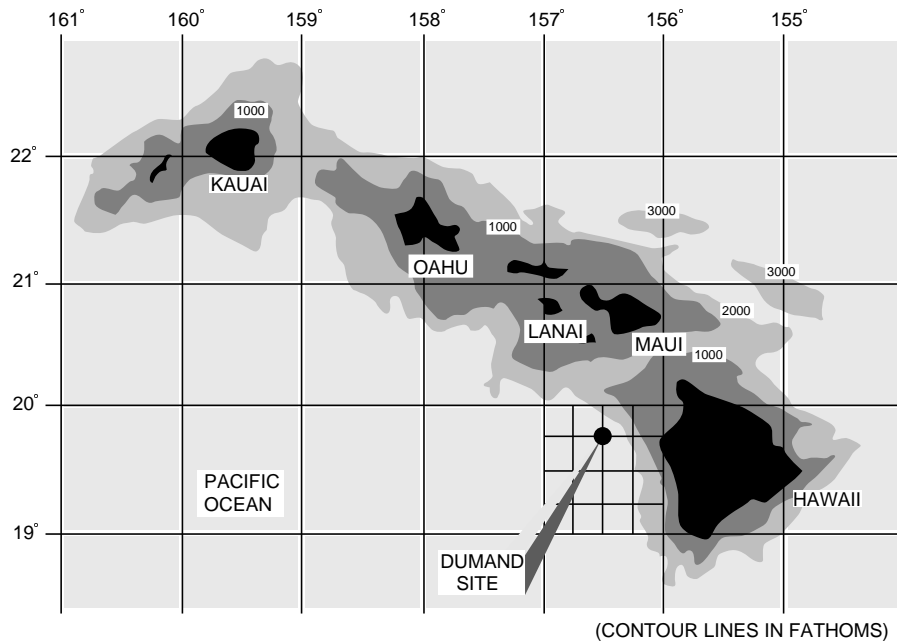 161° 160° 159° 158° 157° 156° 155°
1000
22°
KAUAI
3000
1000
OAHU
3000
21°
2000
LANAI
MAUI
1000
20°
PACIFIC
OCEAN
HAWAII
19°
DUMAND
SITE
(CONTOUR LINES IN FATHOMS)